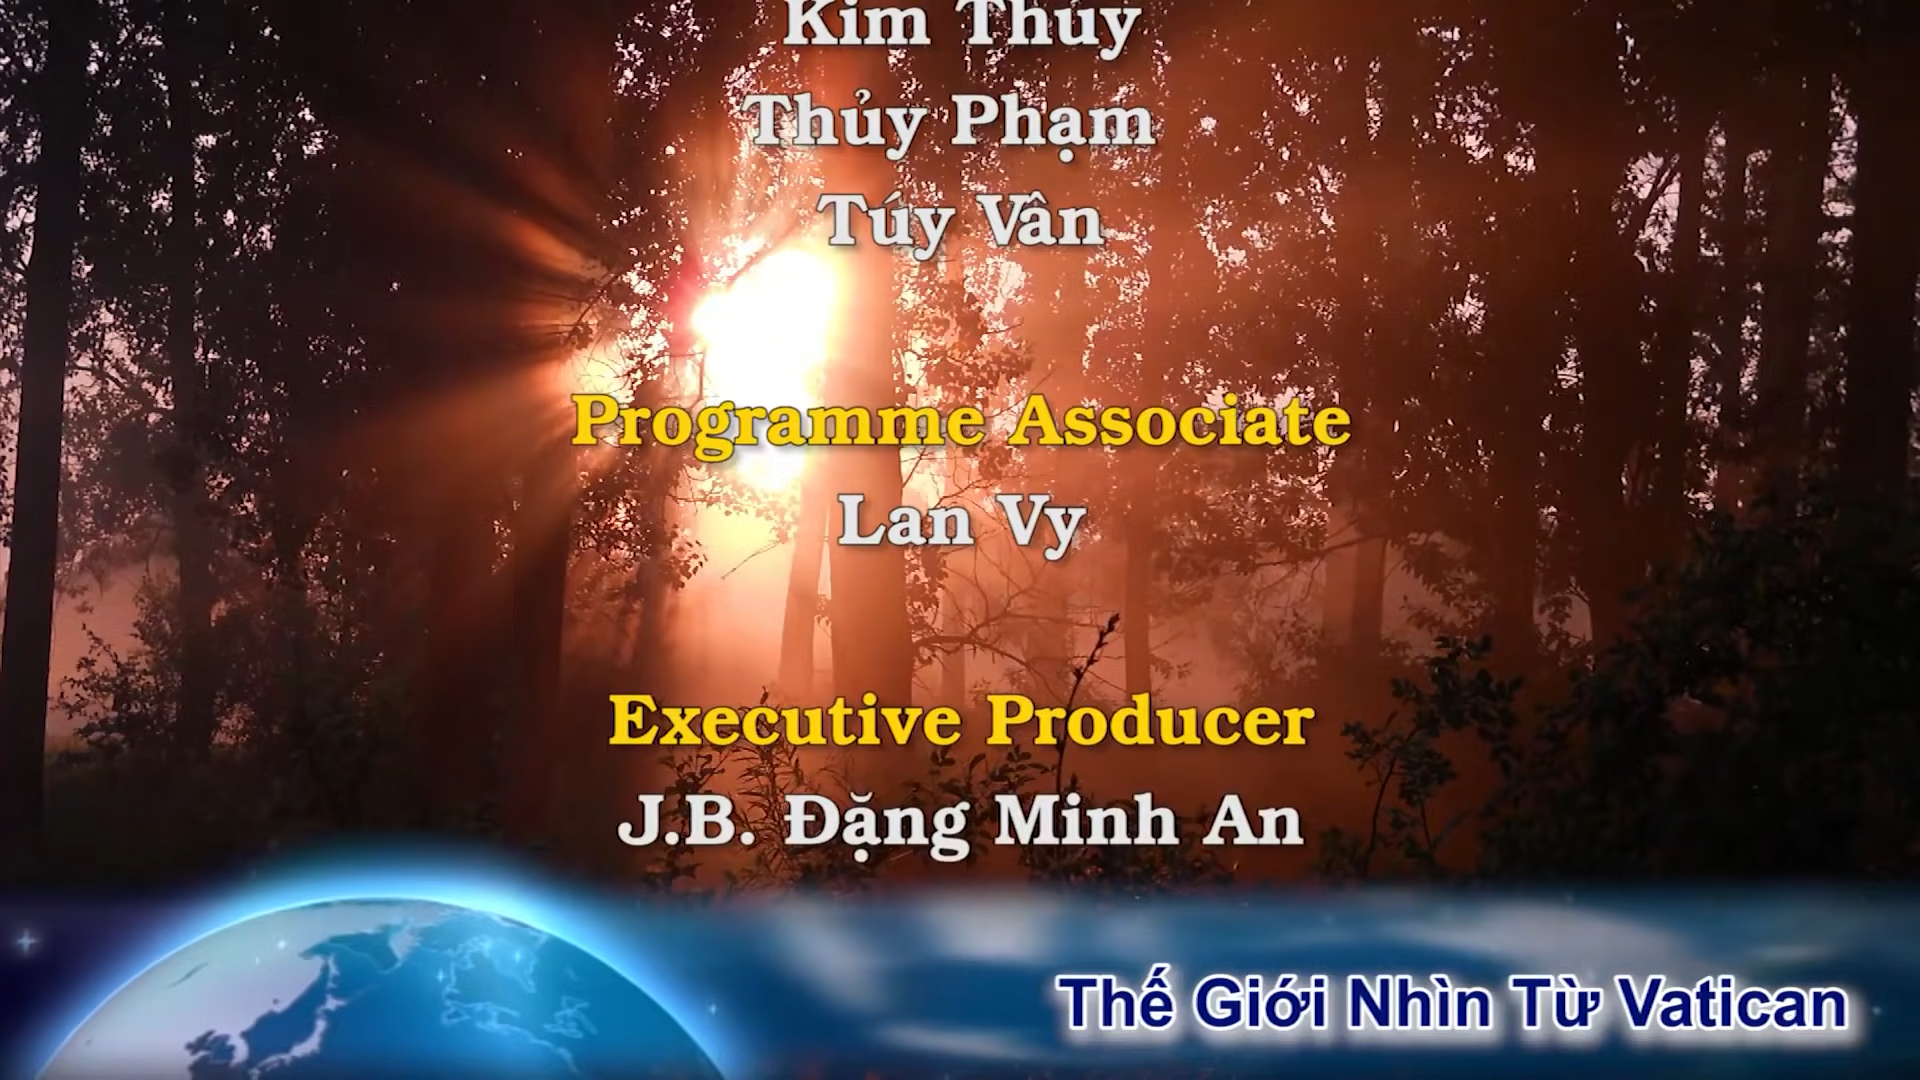 Kim Thúy
Thủy Phạm
Túy Vân
Programme Associate
Lan Vy
Executive Producer
J.B. Đặng Minh An
Thế Giới Nhìn Từ Vatican